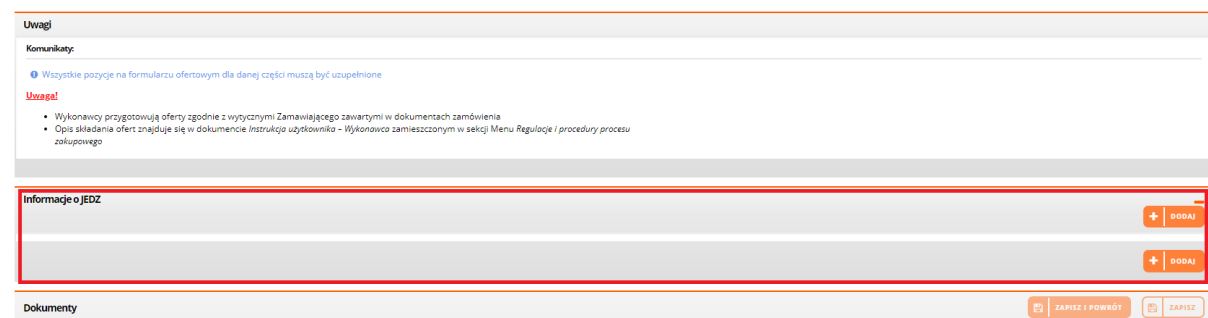 Uwagi
Komunikaty:
Wszystkie pozycje na formularzu ofertowym dla danej części muszą być uzupełnione
Uwaga!
Wykonawcy przygotowują oferty zgodnie z wytycznymi Zamawiającego zawartymi w dokumentach zamówienia
Opis składania ofert znajduje się w dokumencie Instrukcja użytkownika – Wykonawca zamieszczonym w sekcji Menu Regulacje i procedury procesu
zakupowego
Informacje o JEDZ
DODAJ
DODAJ
Dokumenty
ZAPISZ I POWRÓT
ZAPISZ